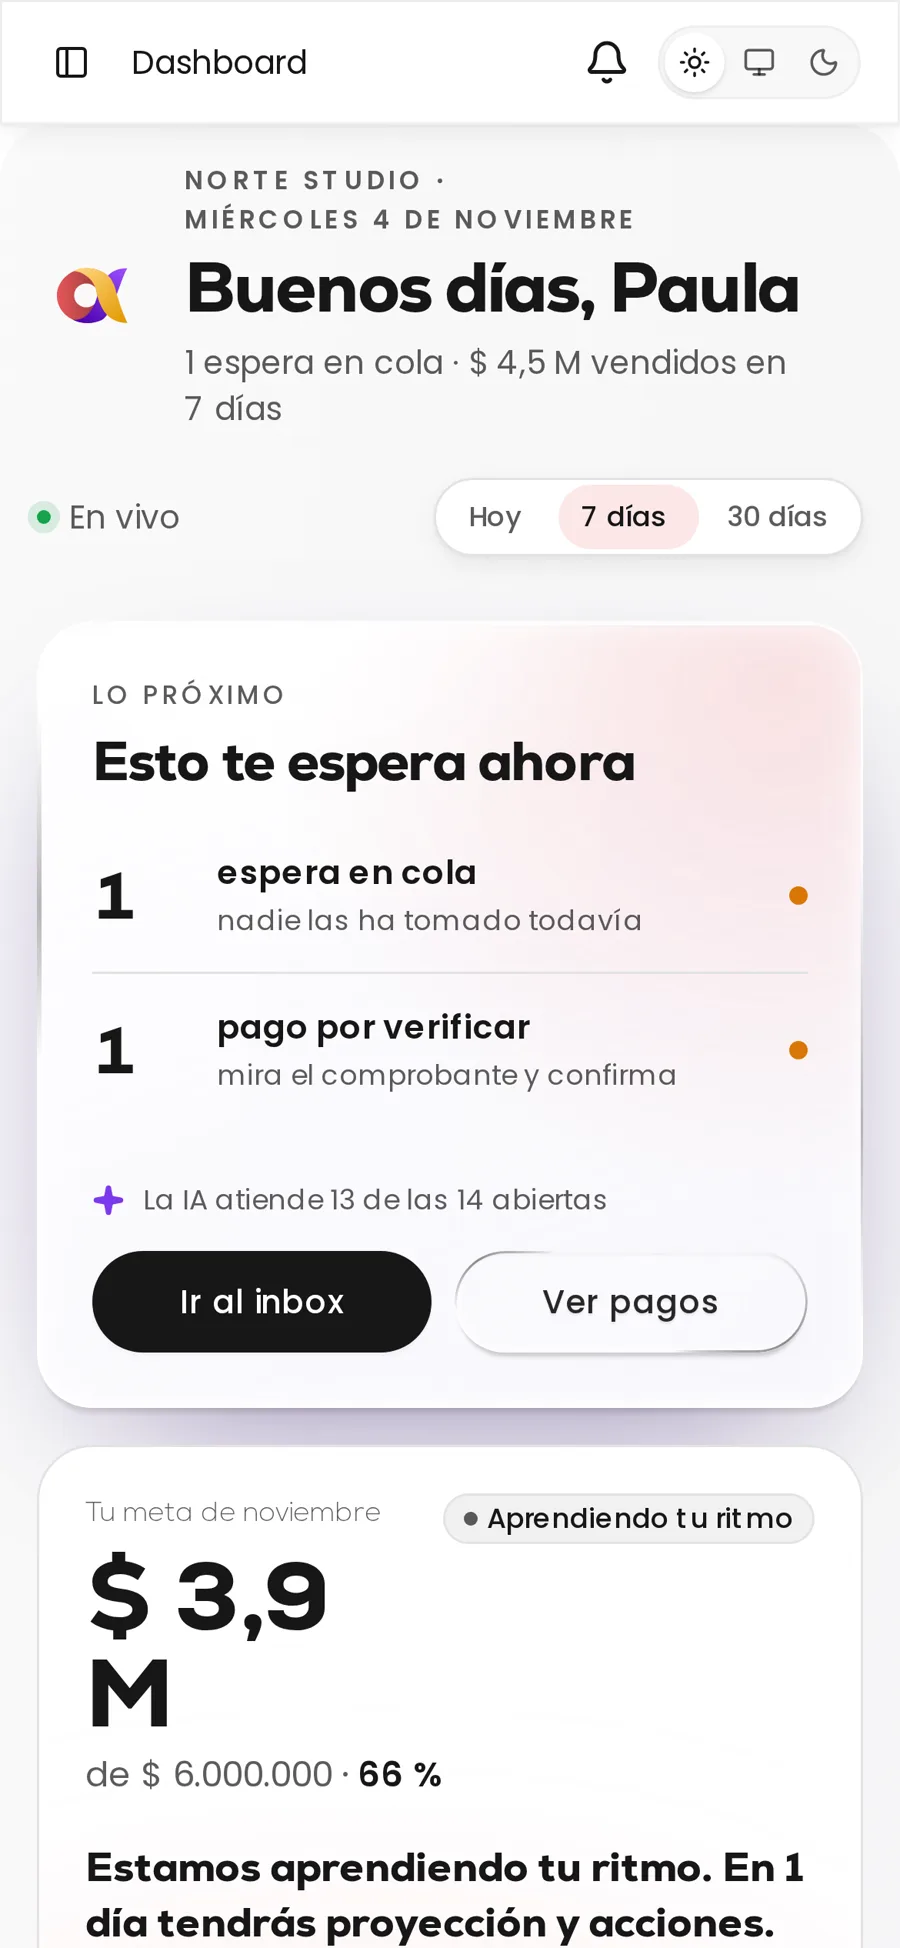 Dashboard
NORTE STUDIO ·
MIÉRCOLES 4 DE NOVIEMBRE
Buenos días, Paula
1 espera en cola · $ 4,5 M vendidos en
7 días
En vivo
Hoy
7 días
30 días
LO PRÓXIMO
Esto te espera ahora
1
espera en cola
nadie las ha tomado todavía
1
pago por verificar
mira el comprobante y confirma
La IA atiende 13 de las 14 abiertas
Ir al inbox
Ver pagos
Tu meta de noviembre
Aprendiendo tu ritmo
$ 3,9
M
de $ 6.000.000 · 66 %
Estamos aprendiendo tu ritmo. En 1
día tendrás proyección y acciones.